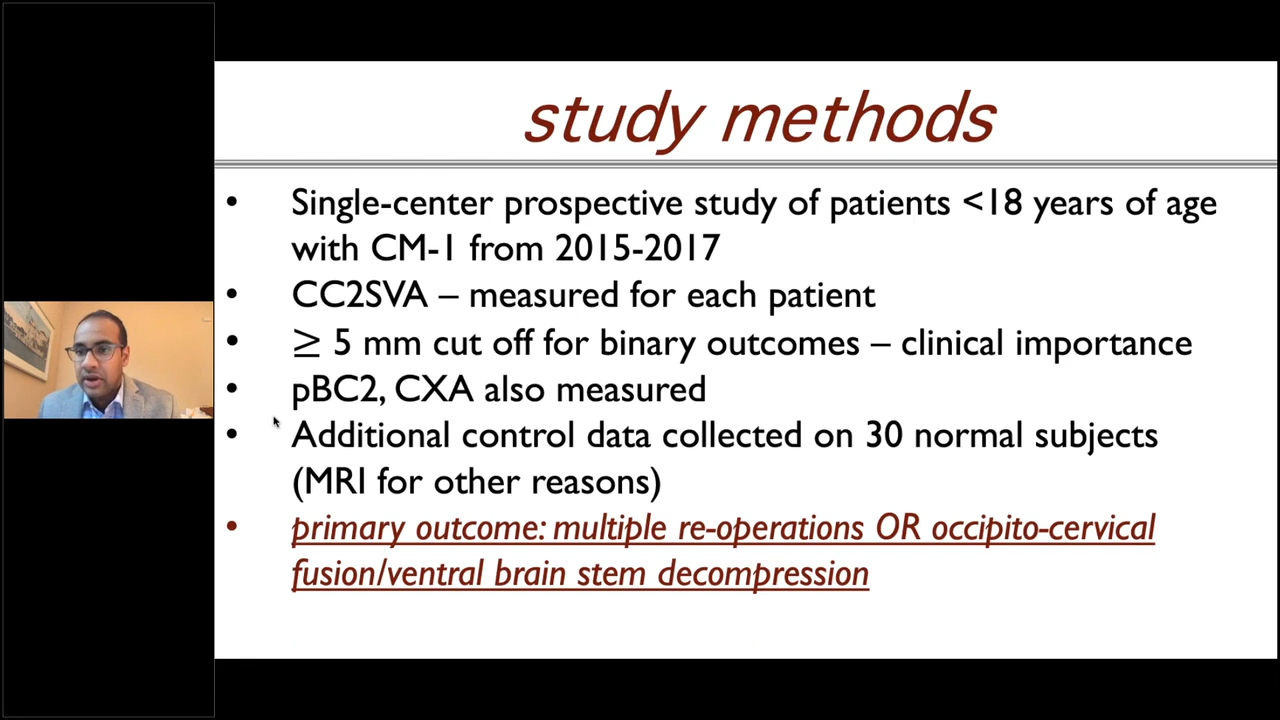 study methods
• Single-center prospective study of patients <18 years of age
with CM-1 from 2015-2017
• CC2SVA – measured for each patient
• ≥ 5 mm cut off for binary outcomes – clinical importance
• pBC2, CXA also measured
• Additional control data collected on 30 normal subjects
(MRI for other reasons)
• primary outcome: multiple re-operations OR occipito-cervical
fusion/ventral brain stem decompression